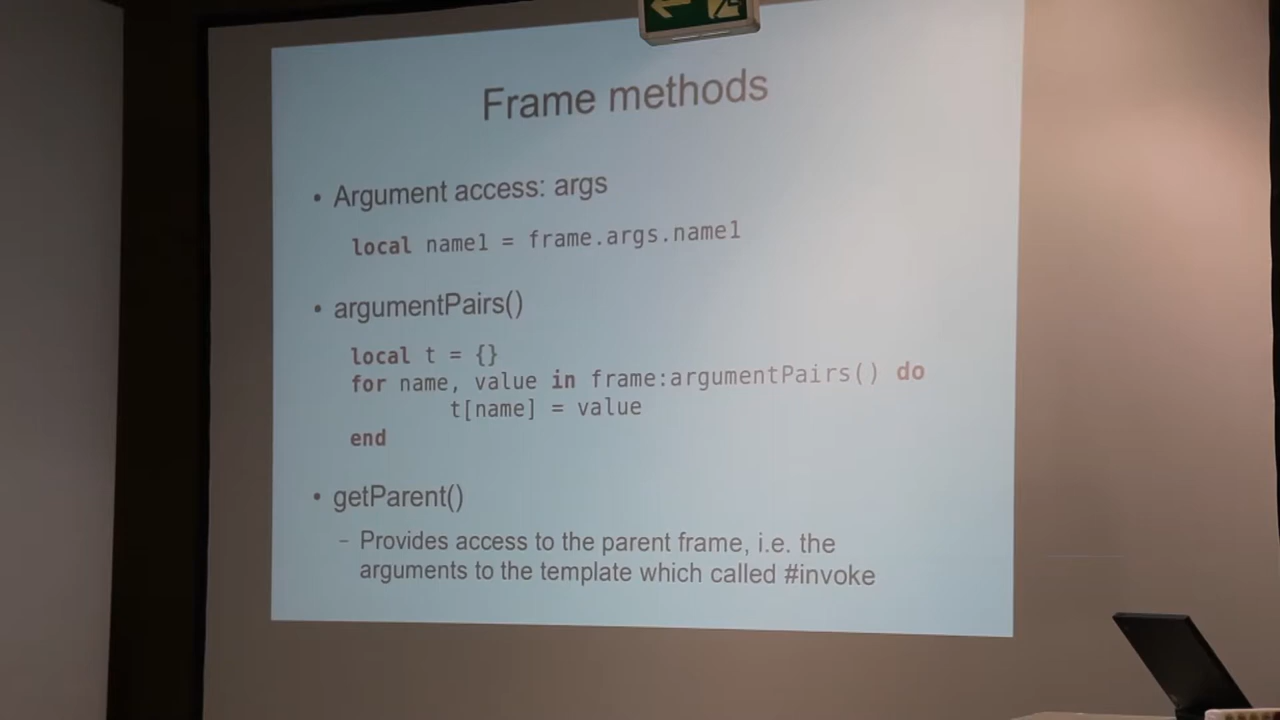 Frame methods
• Argument access: args
local name1 = frame.args.name1
• argumentPairs()
local t = {}
for name, value in frame:argumentPairs() do
t[name] = value
end
• getParent()
– Provides access to the parent frame, i.e. the
arguments to the template which called #invoke